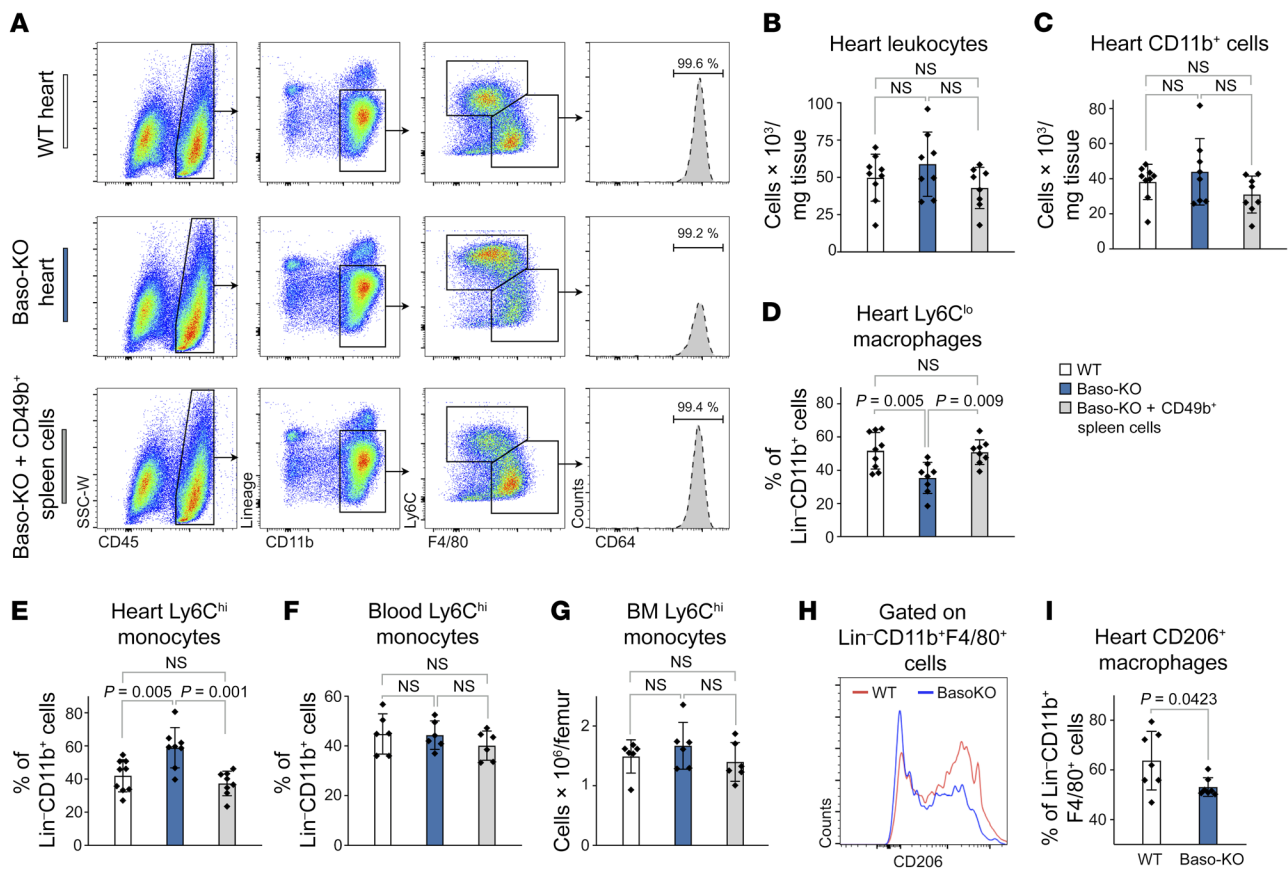 A
WT heart
Baso-KO
heart
Baso-KO + CD49b⁺
spleen cells
99.6 %
99.2 %
99.4 %
SSC-W
CD45
Lineage
CD11b
Ly6C
F4/80
Counts
CD64
B
Heart leukocytes
NS
NS NS
Cells × 10³/
mg tissue
100
75
50
25
0
C
Heart CD11b⁺ cells
NS
NS NS
Cells × 10³/
mg tissue
80
60
40
20
0
D
Heart Ly6Cˡᵒ
macrophages
NS
P = 0.005 P = 0.009
% of
Lin⁻CD11b⁺ cells
80
60
40
20
0
WT
Baso-KO
Baso-KO + CD49b⁺
spleen cells
E
Heart Ly6Cʰⁱ
monocytes
NS
P = 0.005 P = 0.001
% of
Lin⁻CD11b⁺ cells
80
60
40
20
0
F
Blood Ly6Cʰⁱ
monocytes
NS
NS NS
% of
Lin⁻CD11b⁺ cells
60
40
20
0
G
BM Ly6Cʰⁱ
monocytes
NS
NS NS
Cells × 10⁶/femur
2
1
0
H
Gated on
Lin⁻CD11b⁺F4/80⁺
cells
WT BasoKO
Counts
CD206
I
Heart CD206⁺
macrophages
P = 0.0423
% of Lin⁻CD11b⁺
F4/80⁺ cells
80
60
40
WT Baso-KO